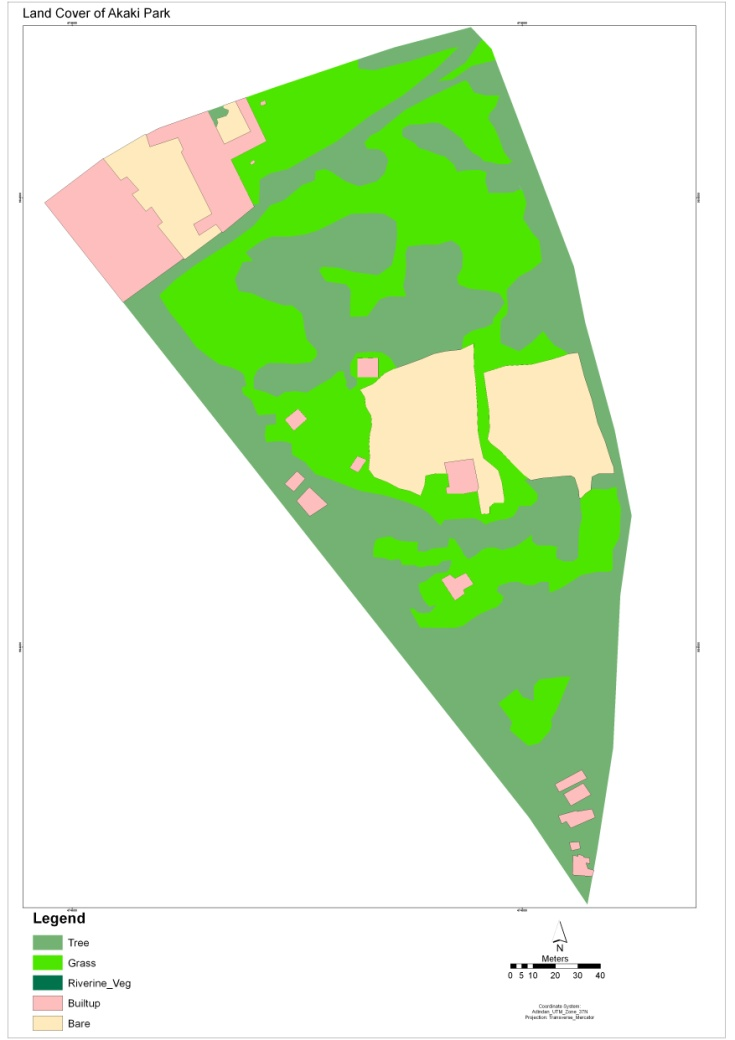 Land Cover of Akaki Park
Legend
Tree
Grass
Riverine_Veg
Builtup
Bare
N
Meters
0 5 10 20 30 40
Coordinate System:
Adindan_UTM_Zone_37N
Projection: Transverse_Mercator